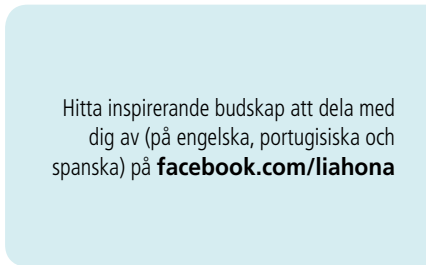 Hitta inspirerande budskap att dela med
dig av (på engelska, portugisiska och
spanska) på facebook.com/liahona